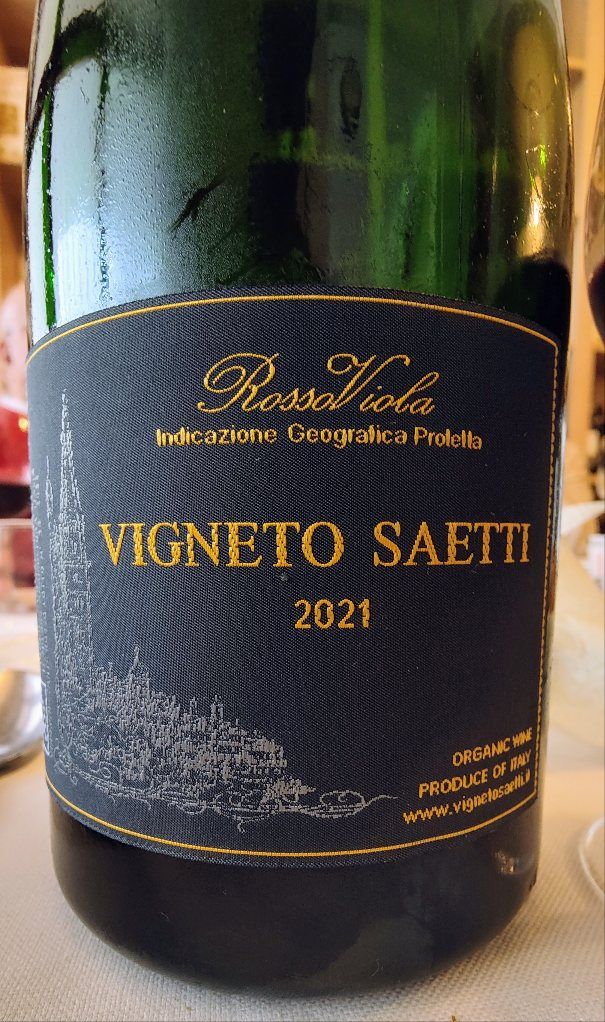 RossoViola
Indicazione Geografica Protetta
VIGNETO SAETTI
2021
ORGANIC WINE
PRODUCE OF ITALY
www.vignetosaetti.it